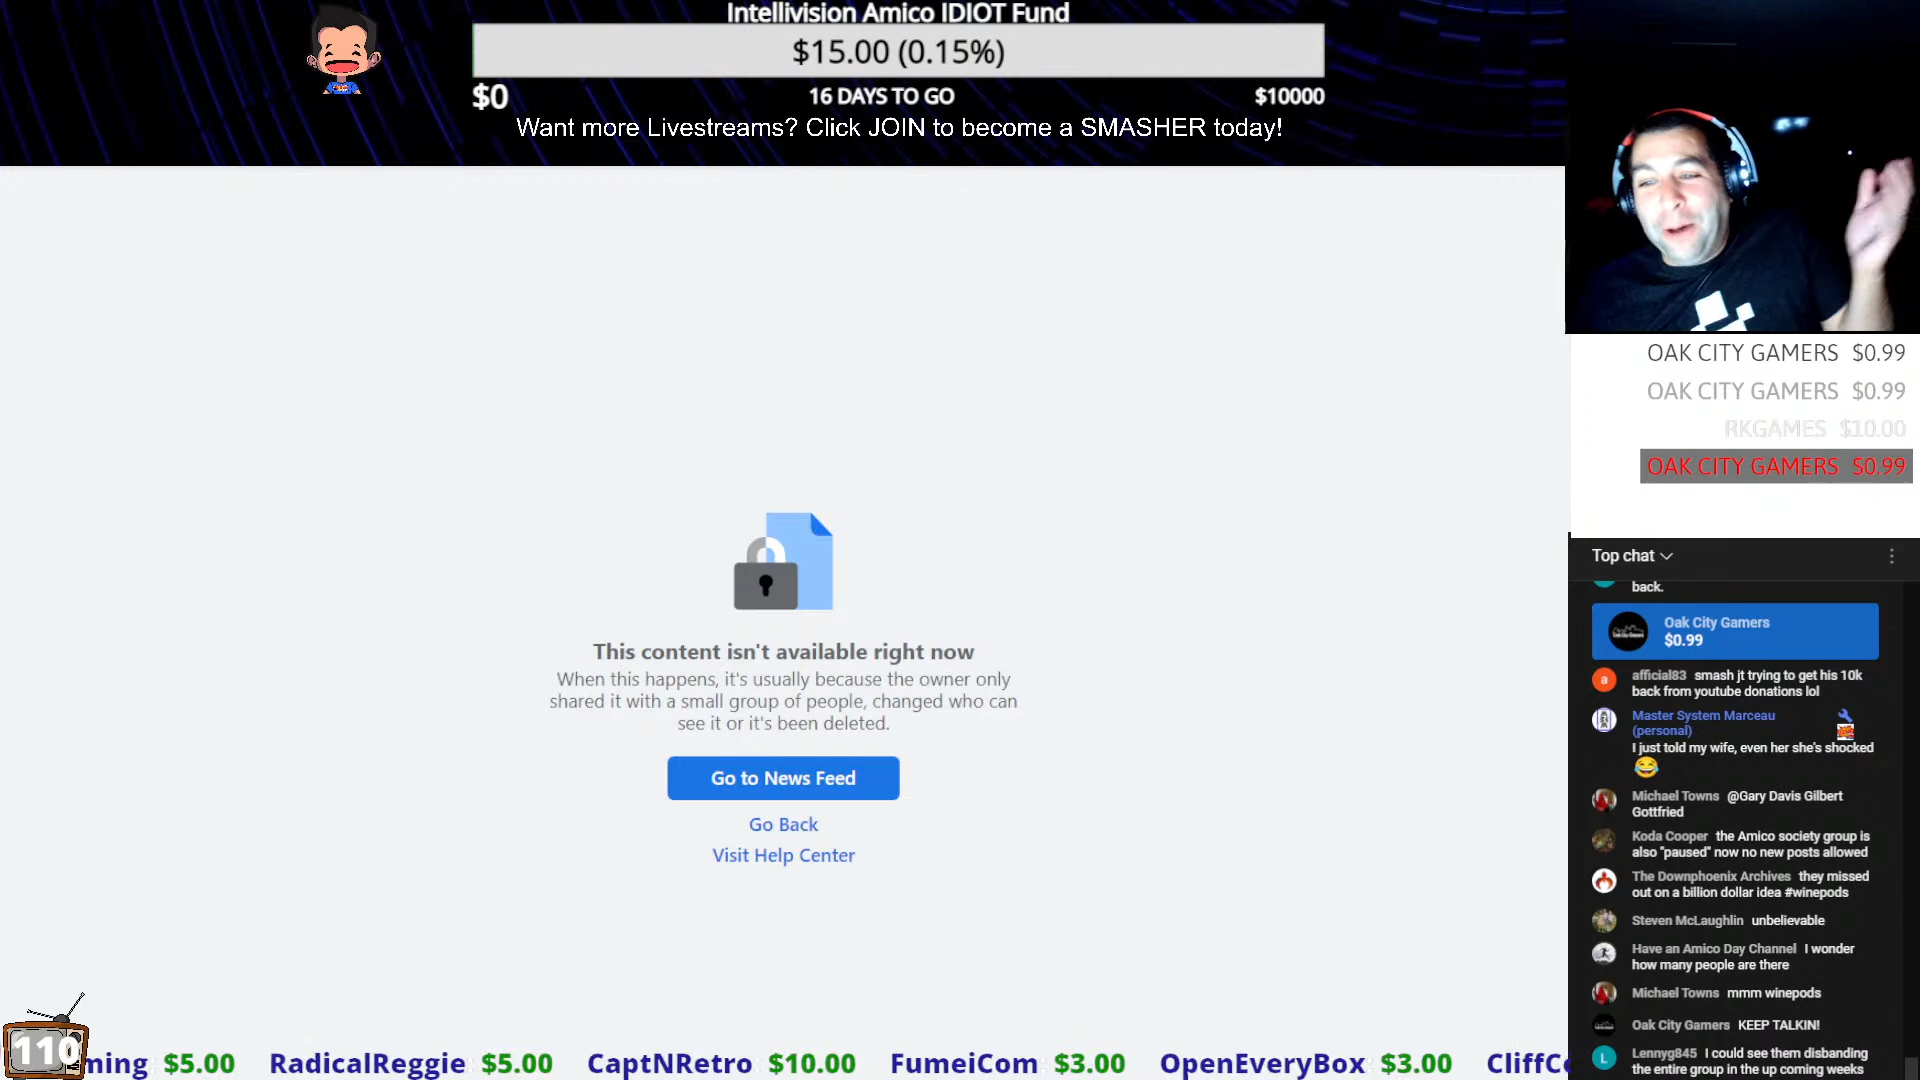 Intellivision Amico IDIOT Fund
$15.00 (0.15%)
$0
16 DAYS TO GO
$10000
Want more Livestreams? Click JOIN to become a SMASHER today!
OAK CITY GAMERS $0.99
OAK CITY GAMERS $0.99
RKGAMES $10.00
OAK CITY GAMERS $0.99
This content isn't available right now
When this happens, it's usually because the owner only
shared it with a small group of people, changed who can
see it or it's been deleted.
Go to News Feed
Go Back
Visit Help Center
Top chat
back.
Oak City Gamers
$0.99
a
afficial83 smash jt trying to get his 10k
back from youtube donations lol
Master System Marceau
(personal)
I just told my wife, even her she's shocked
😂
Michael Towns @Gary Davis Gilbert
Gottfried
Koda Cooper the Amico society group is
also "paused" now no new posts allowed
The Downphoenix Archives they missed
out on a billion dollar idea #winepods
Steven McLaughlin unbelievable
Have an Amico Day Channel I wonder
how many people are there
Michael Towns mmm winepods
Oak City Gamers KEEP TALKIN!
L
Lennyg845 I could see them disbanding
the entire group in the up coming weeks
110
ming $5.00 RadicalReggie $5.00 CaptNRetro $10.00 FumeiCom $3.00 OpenEveryBox $3.00 CliffCo